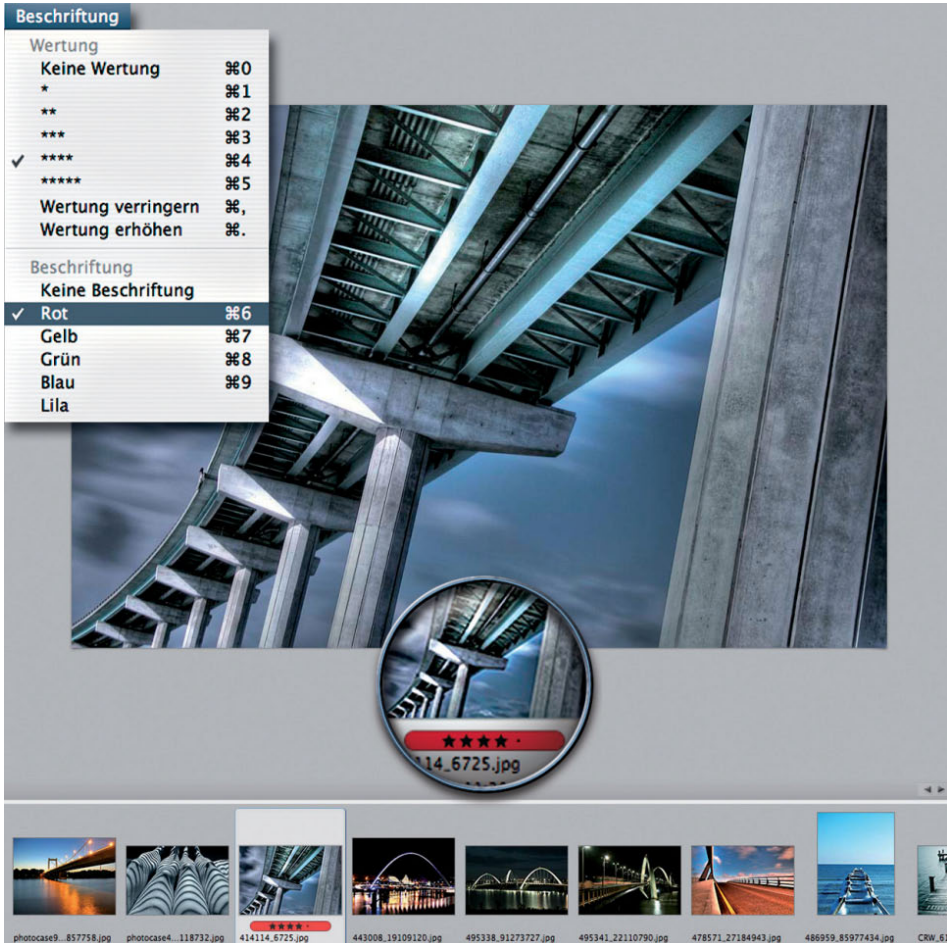 Beschriftung
Wertung
Keine Wertung ⌘0
* ⌘1
** ⌘2
*** ⌘3
✓ **** ⌘4
***** ⌘5
Wertung verringern ⌘,
Wertung erhöhen ⌘.
Beschriftung
Keine Beschriftung
✓ Rot ⌘6
Gelb ⌘7
Grün ⌘8
Blau ⌘9
Lila
★★★★·
114_6725.jpg
★★★★·
photocase9...857758.jpg photocase4...118732.jpg 414114_6725.jpg 443008_19109120.jpg 495338_91273727.jpg 495341_22110790.jpg 478571_27184943.jpg 486959_85977434.jpg